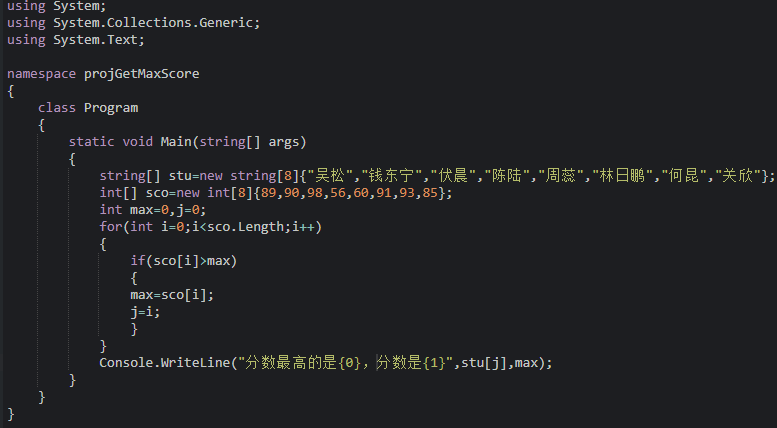 using System;
using System.Collections.Generic;
using System.Text;
namespace projGetMaxScore
{
class Program
{
static void Main(string[] args)
{
string[] stu=new string[8]{"吴松","钱东宁","伏晨","陈陆","周蕊","林日鹏","何昆","关欣"};
int[] sco=new int[8]{89,90,98,56,60,91,93,85};
int max=0,j=0;
for(int i=0;i<sco.Length;i++)
{
if(sco[i]>max)
{
max=sco[i];
j=i;
}
}
Console.WriteLine("分数最高的是{0}，分数是{1}",stu[j],max);
}
}
}